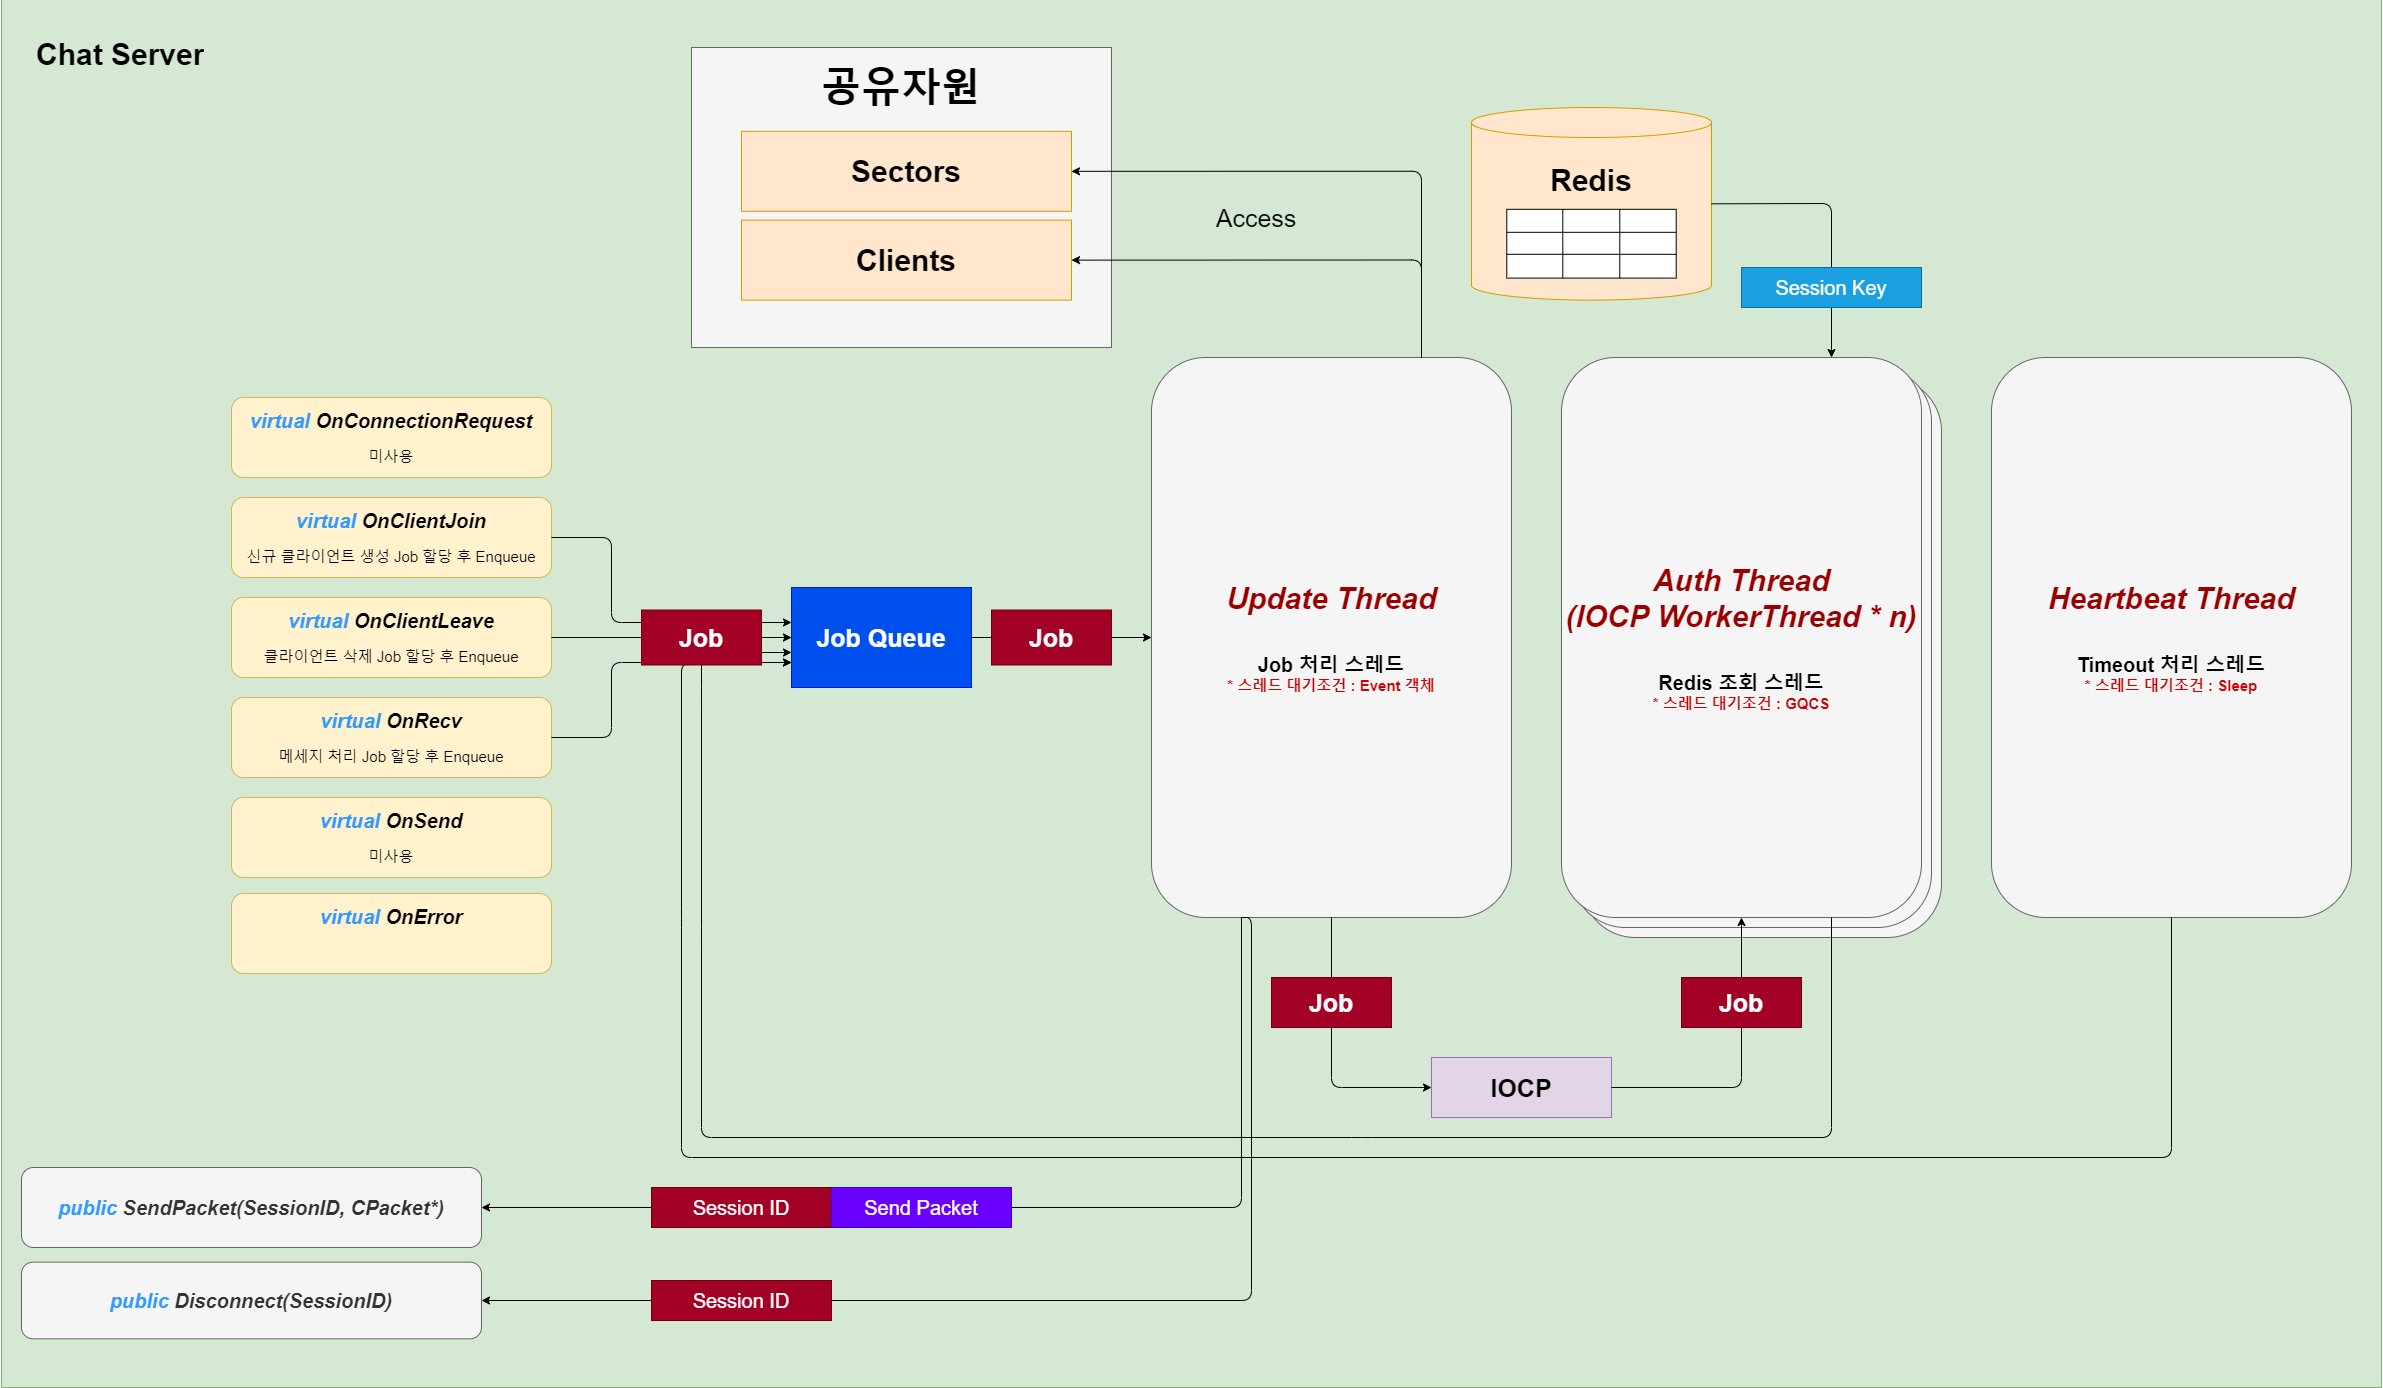 Chat Server
공유자원
Sectors
Clients
Access
Redis
Session Key
virtual OnConnectionRequest
미사용
virtual OnClientJoin
신규 클라이언트 생성 Job 할당 후 Enqueue
virtual OnClientLeave
클라이언트 삭제 Job 할당 후 Enqueue
virtual OnRecv
메세지 처리 Job 할당 후 Enqueue
virtual OnSend
미사용
virtual OnError
Job
Job Queue
Job
Update Thread
Job 처리 스레드
* 스레드 대기조건 : Event 객체
Auth Thread
(IOCP WorkerThread * n)
Redis 조회 스레드
* 스레드 대기조건 : GQCS
Heartbeat Thread
Timeout 처리 스레드
* 스레드 대기조건 : Sleep
Job
Job
IOCP
public SendPacket(SessionID, CPacket*)
Session ID
Send Packet
public Disconnect(SessionID)
Session ID